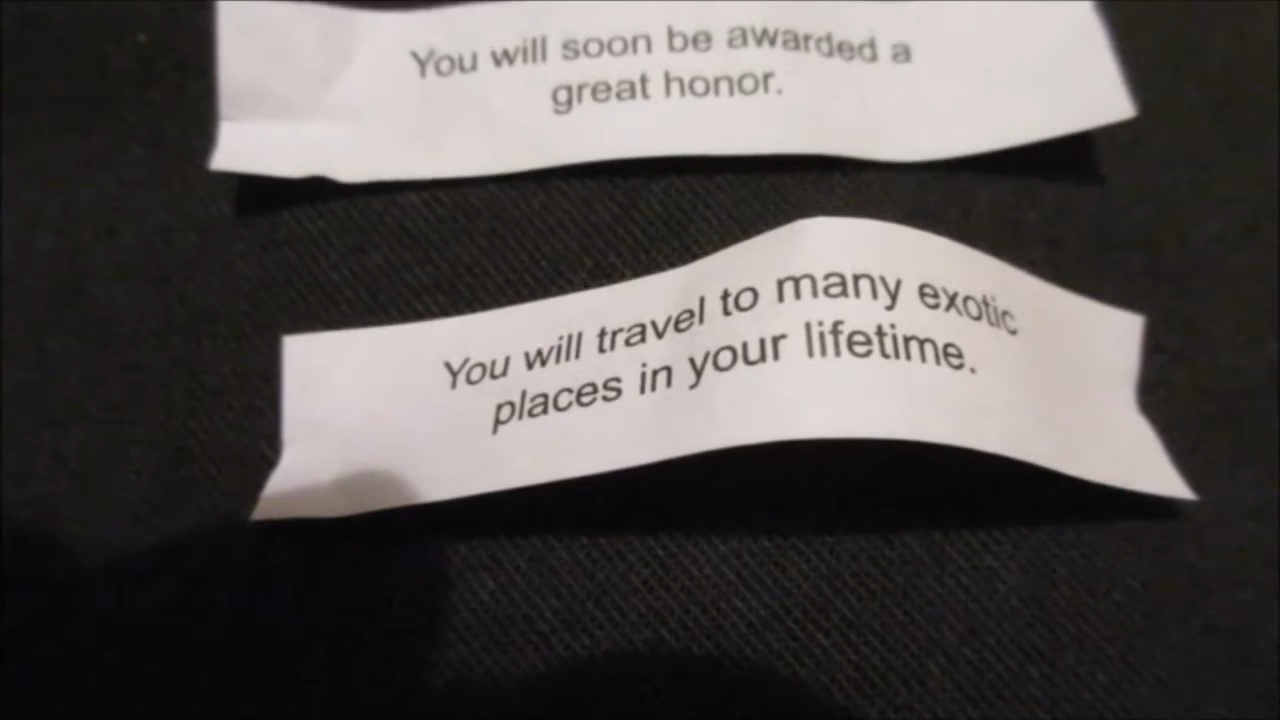 You will soon be awarded a
great honor.
You will travel to many exotic
places in your lifetime.